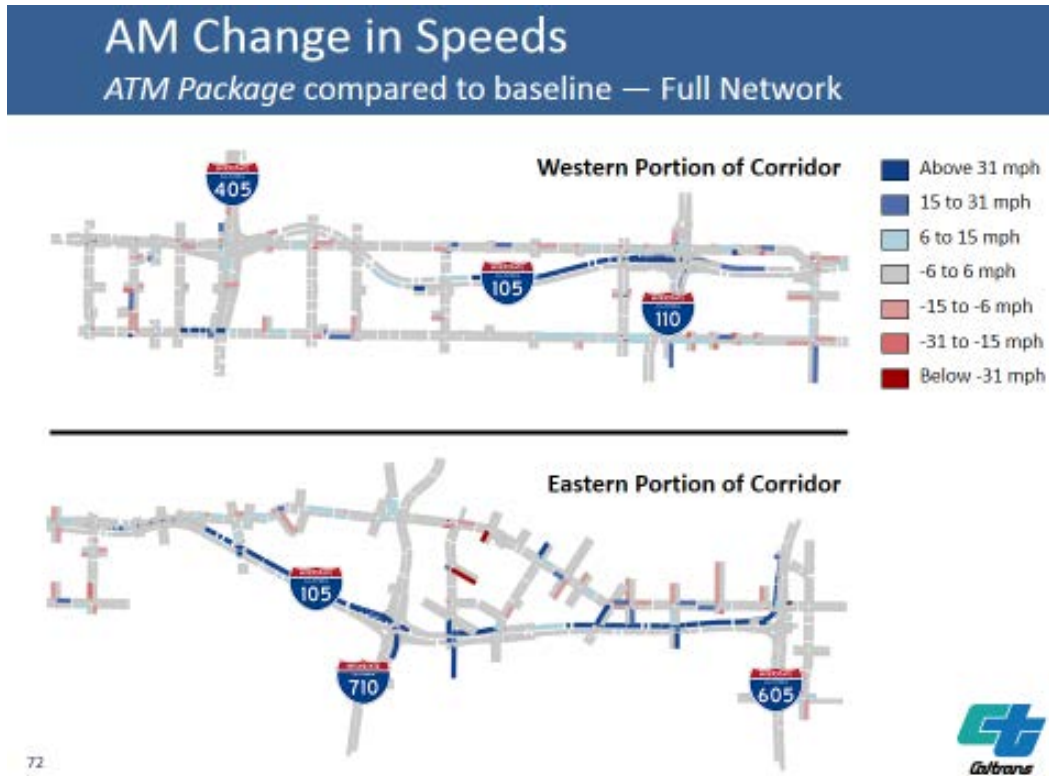 AM Change in Speeds
ATM Package compared to baseline — Full Network
Western Portion of Corridor
405
105
110
Above 31 mph
15 to 31 mph
6 to 15 mph
-6 to 6 mph
-15 to -6 mph
-31 to -15 mph
Below -31 mph
Eastern Portion of Corridor
105
710
605
72
Ct
Caltrans